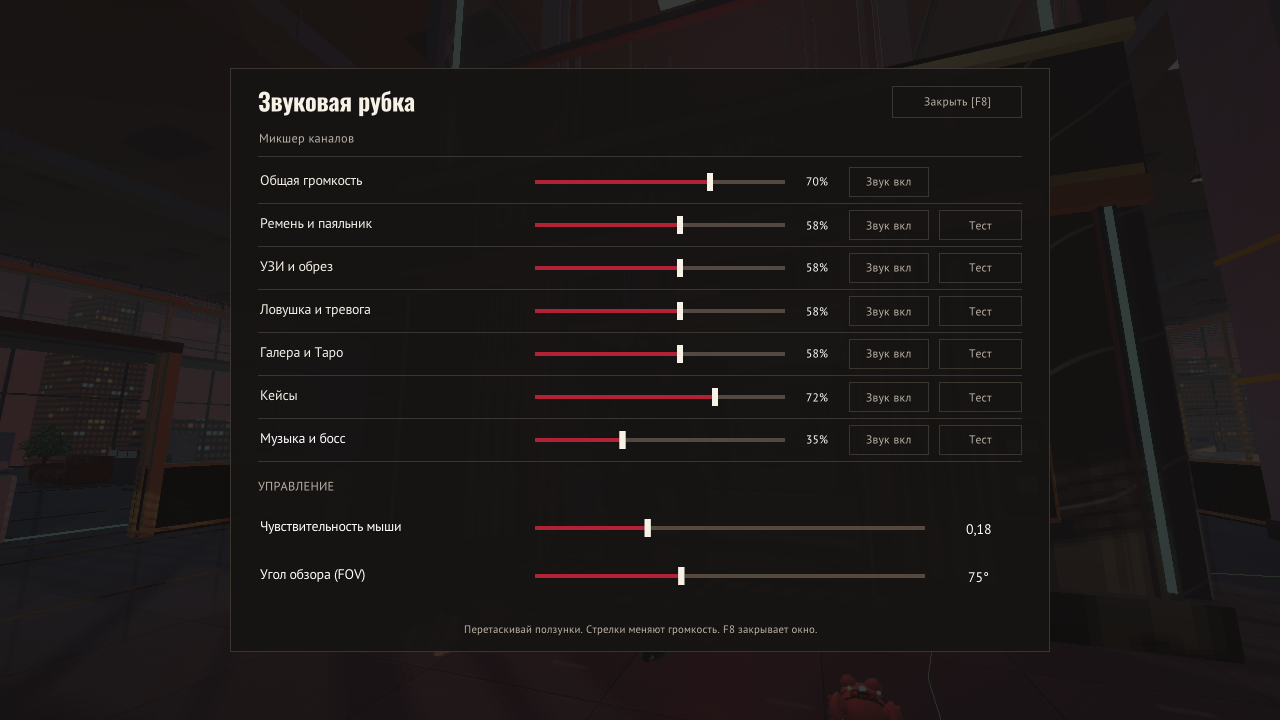 Звуковая рубка
Закрыть [F8]
Микшер каналов
Общая громкость 70% Звук вкл
Ремень и паяльник 58% Звук вкл Тест
УЗИ и обрез 58% Звук вкл Тест
Ловушка и тревога 58% Звук вкл Тест
Галера и Таро 58% Звук вкл Тест
Кейсы 72% Звук вкл Тест
Музыка и босс 35% Звук вкл Тест
УПРАВЛЕНИЕ
Чувствительность мыши 0,18
Угол обзора (FOV) 75°
Перетаскивай ползунки. Стрелки меняют громкость. F8 закрывает окно.